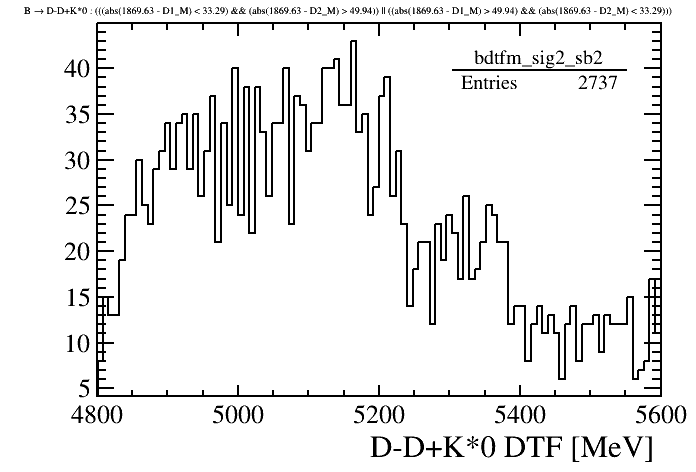 B → D-D+K*0 : (((abs(1869.63 - D1_M) < 33.29) && (abs(1869.63 - D2_M) > 49.94)) || ((abs(1869.63 - D1_M) > 49.94) && (abs(1869.63 - D2_M) < 33.29)))
bdtfm_sig2_sb2
Entries 2737
40
35
30
25
20
15
10
5
4800 5000 5200 5400 5600
D-D+K*0 DTF [MeV]